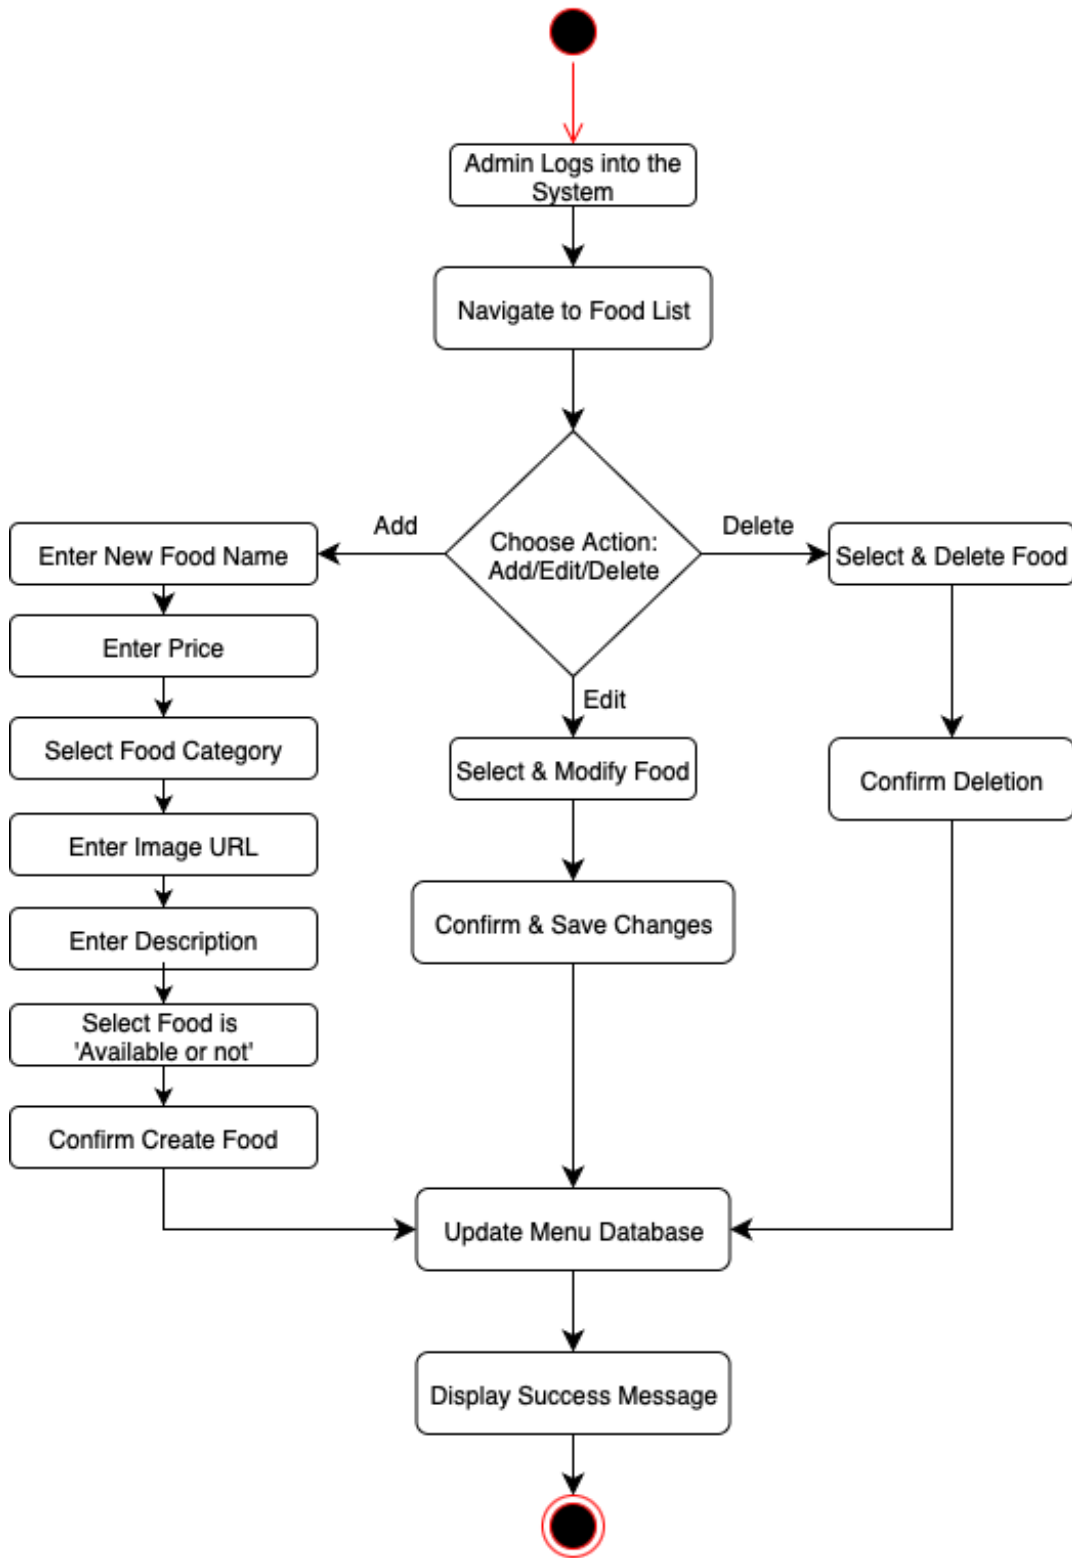 Admin Logs into the
System
Navigate to Food List
Choose Action:
Add/Edit/Delete
Add
Enter New Food Name
Enter Price
Select Food Category
Enter Image URL
Enter Description
Select Food is
'Available or not'
Confirm Create Food
Edit
Select & Modify Food
Confirm & Save Changes
Delete
Select & Delete Food
Confirm Deletion
Update Menu Database
Display Success Message